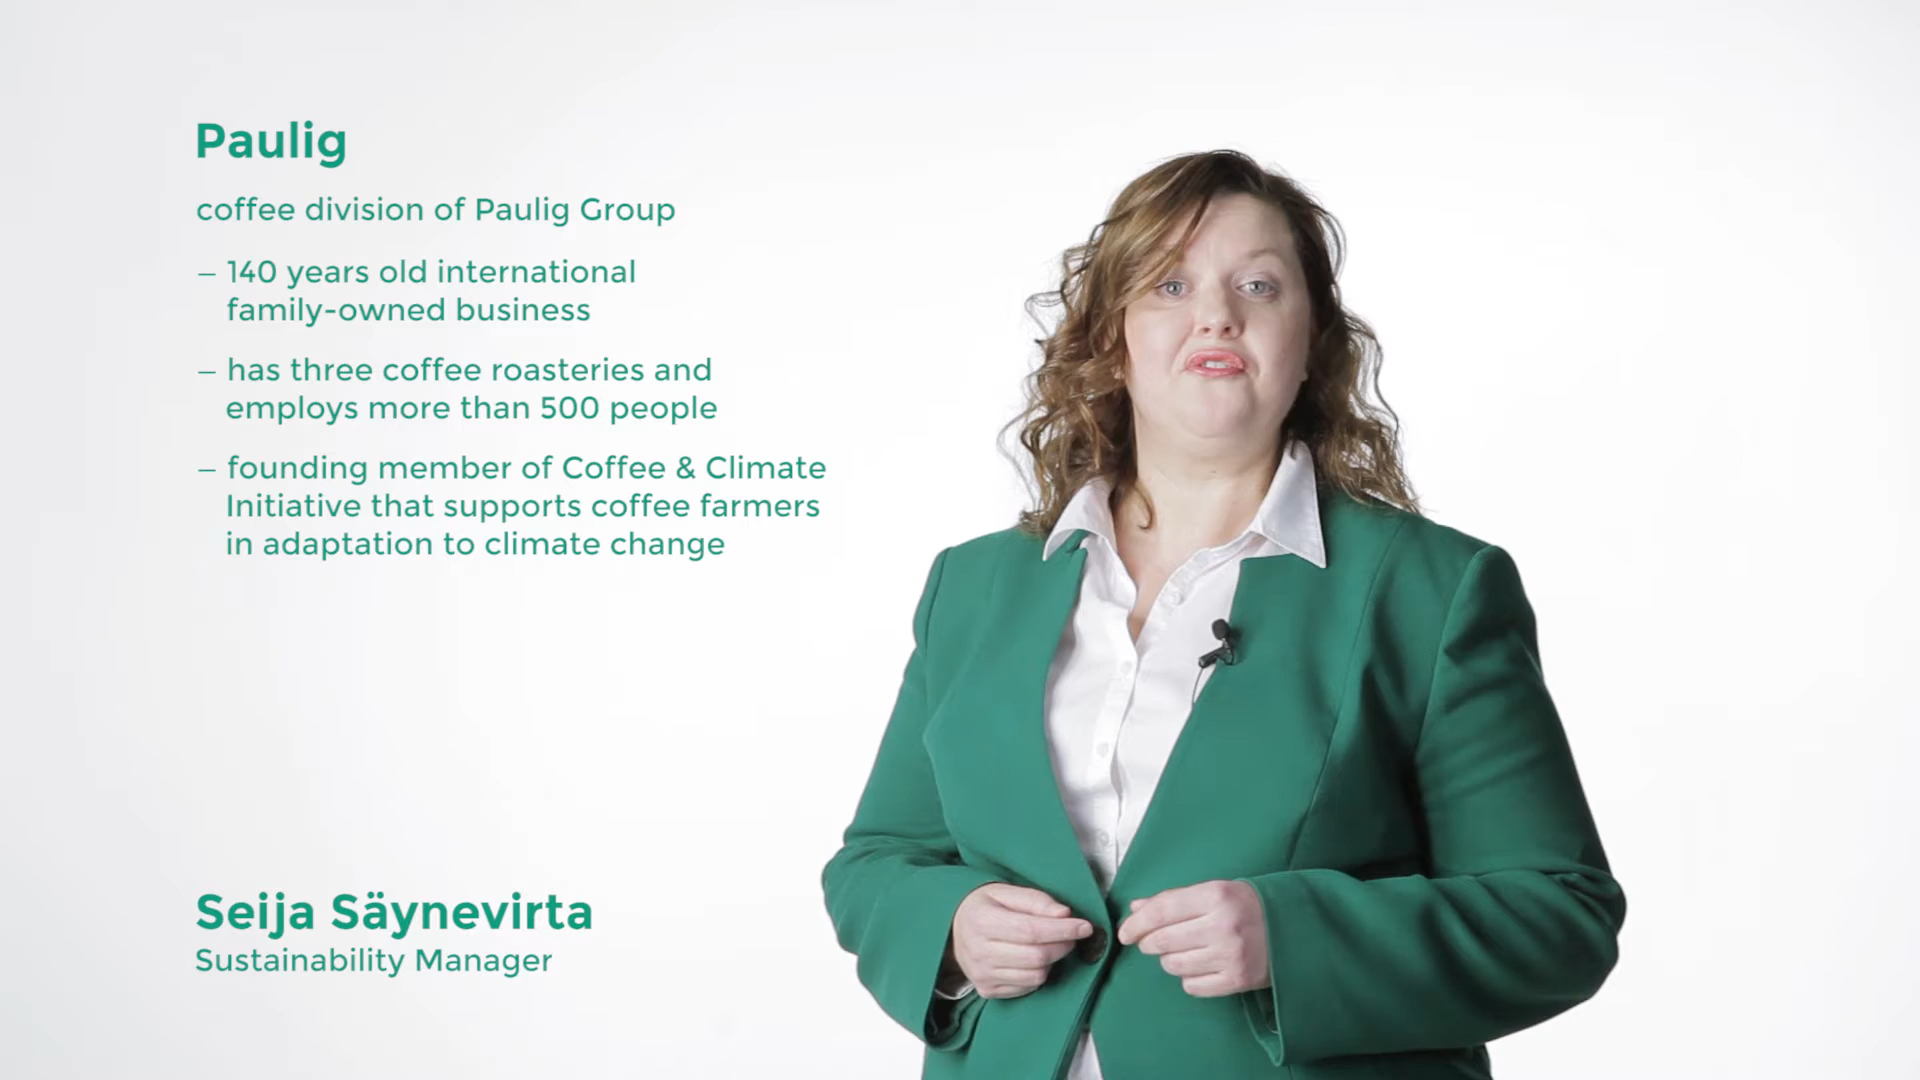 Paulig
coffee division of Paulig Group
– 140 years old international
family-owned business
– has three coffee roasteries and
employs more than 500 people
– founding member of Coffee & Climate
Initiative that supports coffee farmers
in adaptation to climate change
Seija Säynevirta
Sustainability Manager